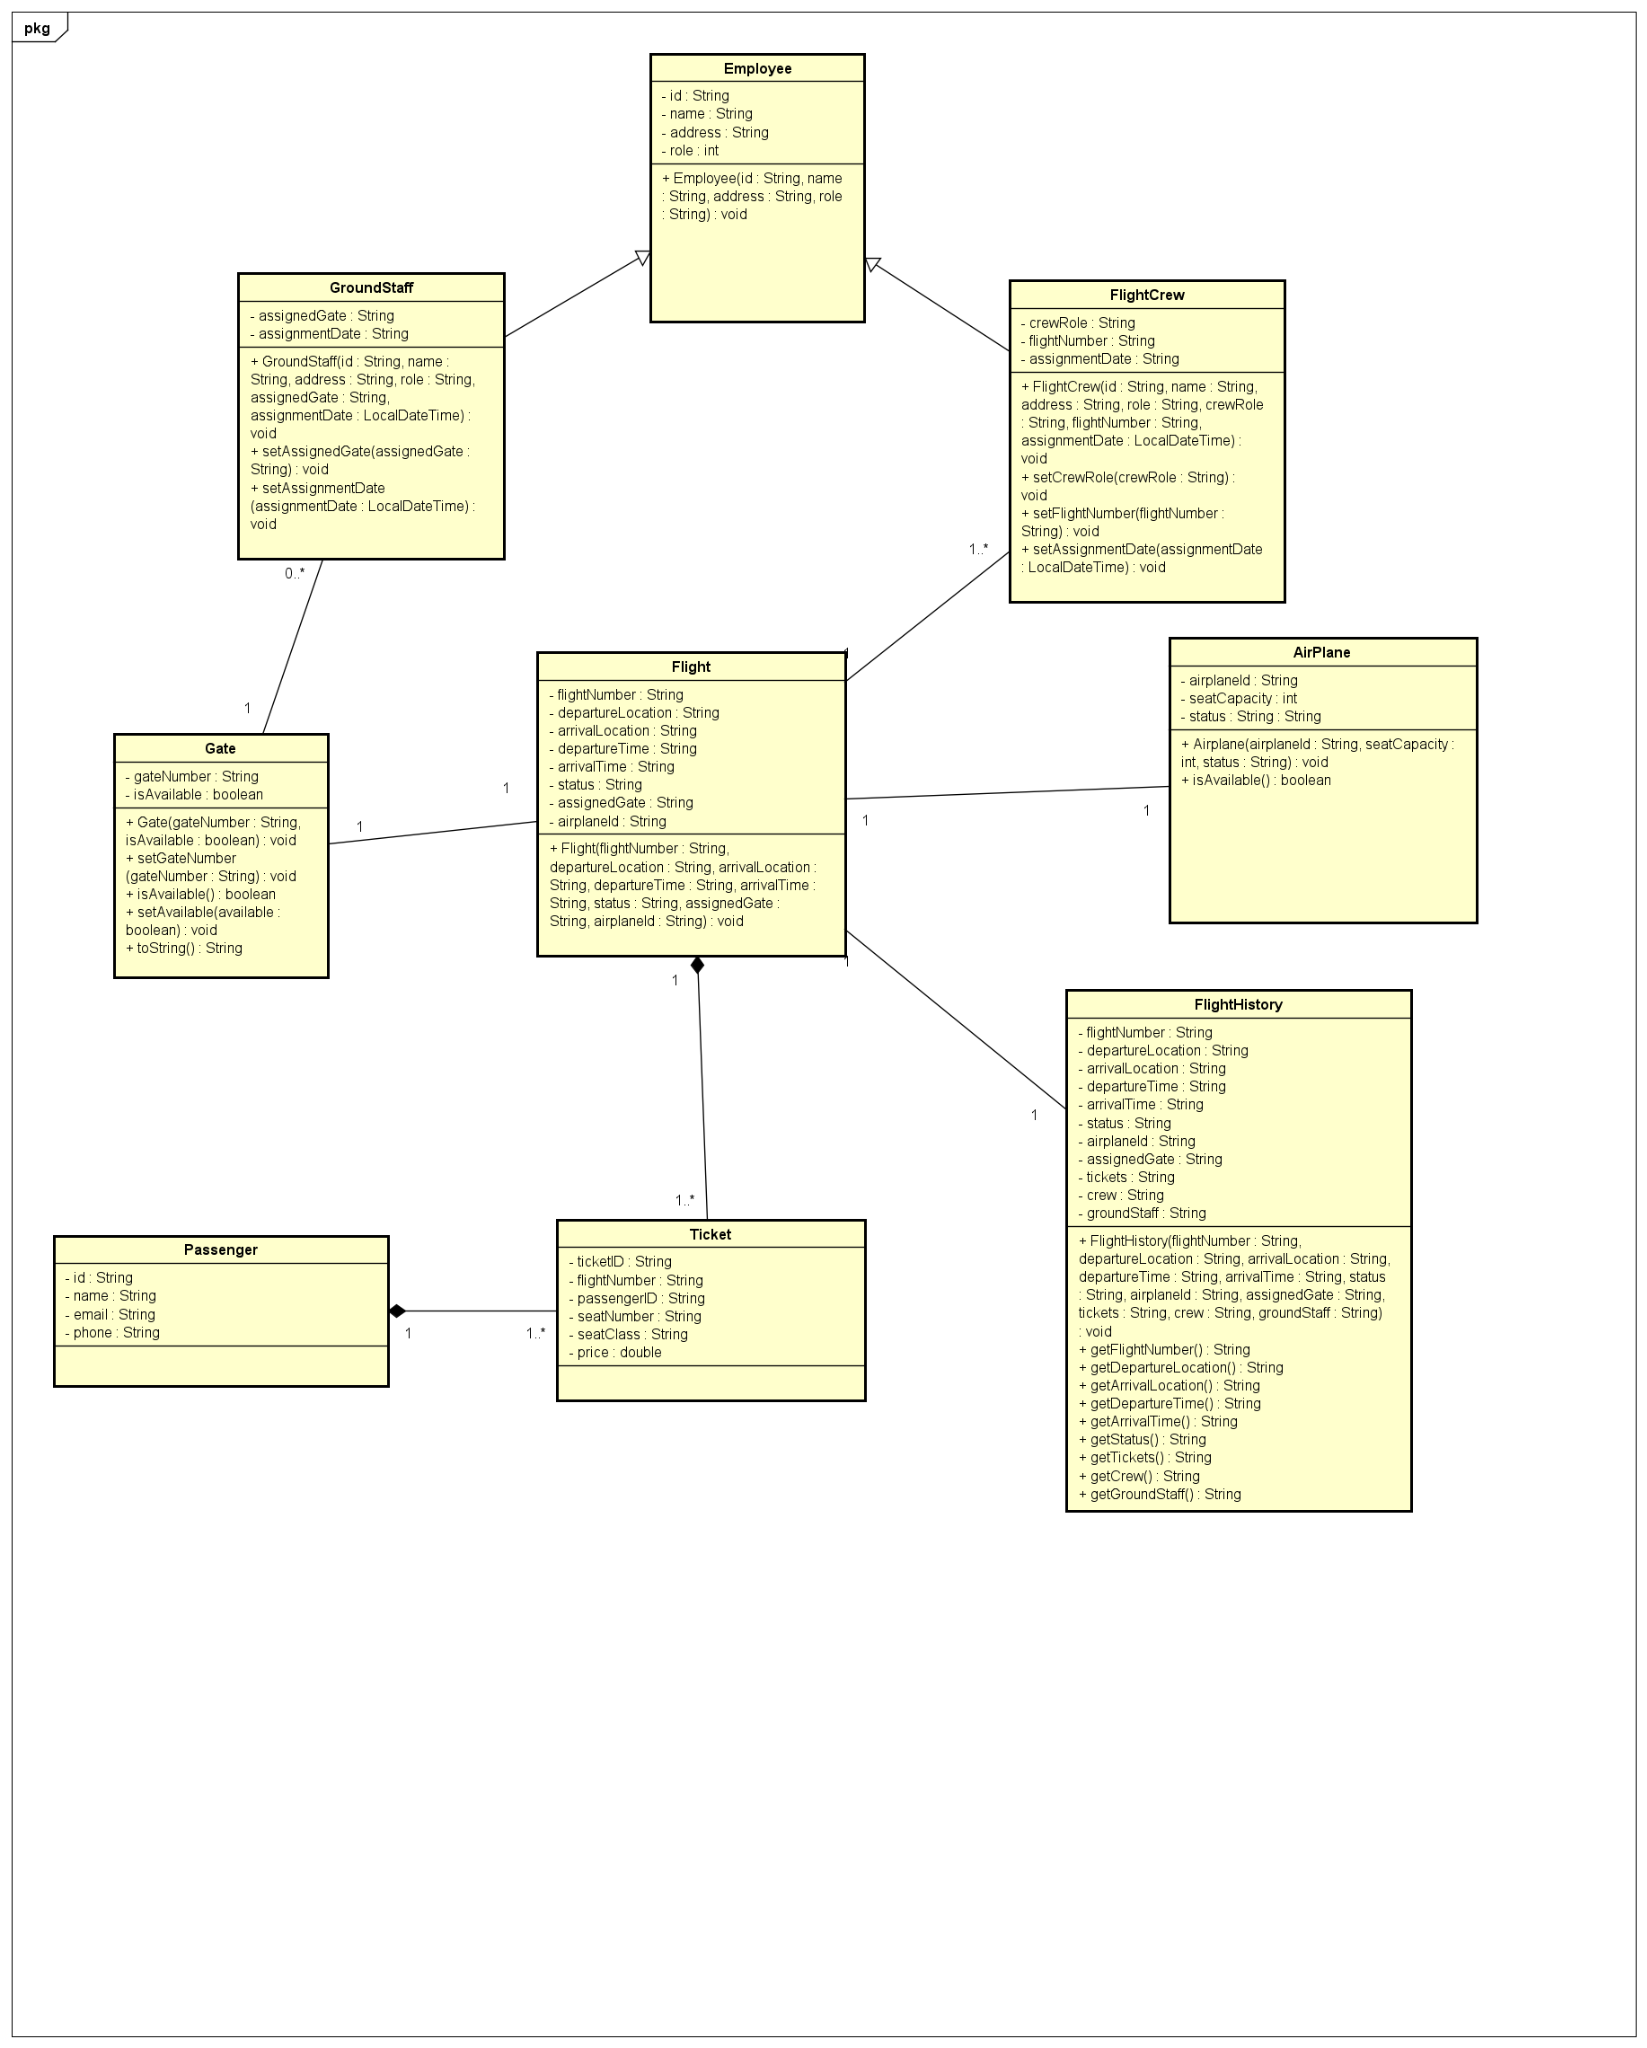 pkg
Employee
- id : String
- name : String
- address : String
- role : int
+ Employee(id : String, name
: String, address : String, role
: String) : void
GroundStaff
- assignedGate : String
- assignmentDate : String
+ GroundStaff(id : String, name :
String, address : String, role : String,
assignedGate : String,
assignmentDate : LocalDateTime) :
void
+ setAssignedGate(assignedGate :
String) : void
+ setAssignmentDate
(assignmentDate : LocalDateTime) :
void
FlightCrew
- crewRole : String
- flightNumber : String
- assignmentDate : String
+ FlightCrew(id : String, name : String,
address : String, role : String, crewRole
: String, flightNumber : String,
assignmentDate : LocalDateTime) :
void
+ setCrewRole(crewRole : String) :
void
+ setFlightNumber(flightNumber :
String) : void
+ setAssignmentDate(assignmentDate
: LocalDateTime) : void
0..*
1
1..*
1
Gate
- gateNumber : String
- isAvailable : boolean
+ Gate(gateNumber : String,
isAvailable : boolean) : void
+ setGateNumber
(gateNumber : String) : void
+ isAvailable() : boolean
+ setAvailable(available :
boolean) : void
+ toString() : String
1
1
Flight
- flightNumber : String
- departureLocation : String
- arrivalLocation : String
- departureTime : String
- arrivalTime : String
- status : String
- assignedGate : String
- airplaneId : String
+ Flight(flightNumber : String,
departureLocation : String, arrivalLocation :
String, departureTime : String, arrivalTime :
String, status : String, assignedGate :
String, airplaneId : String) : void
1
1
AirPlane
- airplaneId : String
- seatCapacity : int
- status : String : String
+ Airplane(airplaneId : String, seatCapacity :
int, status : String) : void
+ isAvailable() : boolean
1
1
FlightHistory
- flightNumber : String
- departureLocation : String
- arrivalLocation : String
- departureTime : String
- arrivalTime : String
- status : String
- airplaneId : String
- assignedGate : String
- tickets : String
- crew : String
- groundStaff : String
+ FlightHistory(flightNumber : String,
departureLocation : String, arrivalLocation : String,
departureTime : String, arrivalTime : String, status
: String, airplaneId : String, assignedGate : String,
tickets : String, crew : String, groundStaff : String)
: void
+ getFlightNumber() : String
+ getDepartureLocation() : String
+ getArrivalLocation() : String
+ getDepartureTime() : String
+ getArrivalTime() : String
+ getStatus() : String
+ getTickets() : String
+ getCrew() : String
+ getGroundStaff() : String
1
1..*
Passenger
- id : String
- name : String
- email : String
- phone : String
1
1..*
Ticket
- ticketID : String
- flightNumber : String
- passengerID : String
- seatNumber : String
- seatClass : String
- price : double